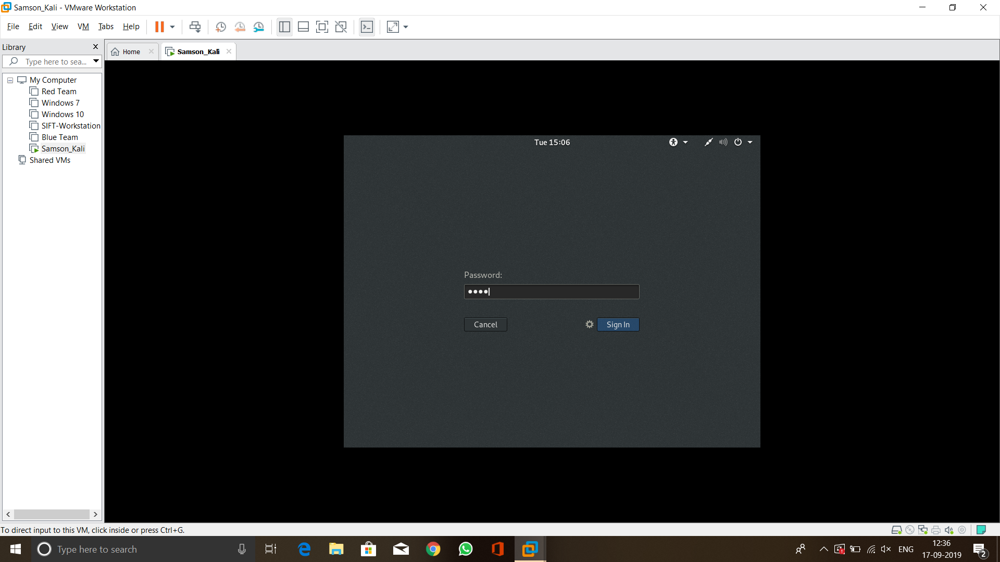 Samson_Kali - VMware Workstation
File Edit View VM Tabs Help
Library
Type here to sea...
Home
Samson_Kali
My Computer
Red Team
Windows 7
Windows 10
SIFT-Workstation
Blue Team
Samson_Kali
Shared VMs
Tue 15:06
Password:
Cancel
Sign In
To direct input to this VM, click inside or press Ctrl+G.
Type here to search
ENG
12:36
17-09-2019
2